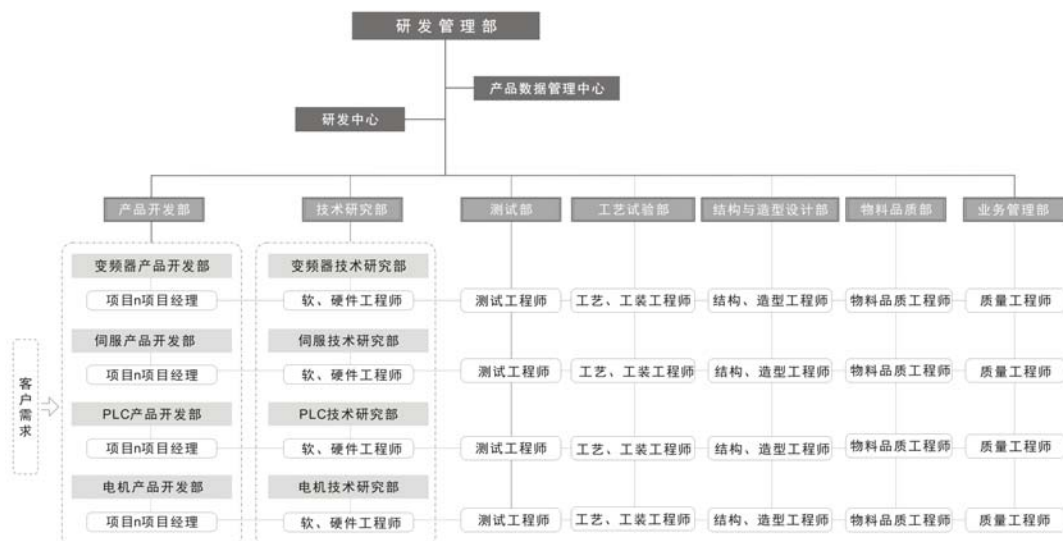 研发管理部
产品数据管理中心
研发中心
产品开发部
技术研究部
测试部
工艺试验部
结构与造型设计部
物料品质部
业务管理部
变频器产品开发部
变频器技术研究部
项目n项目经理
软、硬件工程师
测试工程师
工艺、工装工程师
结构、造型工程师
物料品质工程师
质量工程师
伺服产品开发部
伺服技术研究部
项目n项目经理
软、硬件工程师
测试工程师
工艺、工装工程师
结构、造型工程师
物料品质工程师
质量工程师
客户需求
PLC产品开发部
PLC技术研究部
项目n项目经理
软、硬件工程师
测试工程师
工艺、工装工程师
结构、造型工程师
物料品质工程师
质量工程师
电机产品开发部
电机技术研究部
项目n项目经理
软、硬件工程师
测试工程师
工艺、工装工程师
结构、造型工程师
物料品质工程师
质量工程师